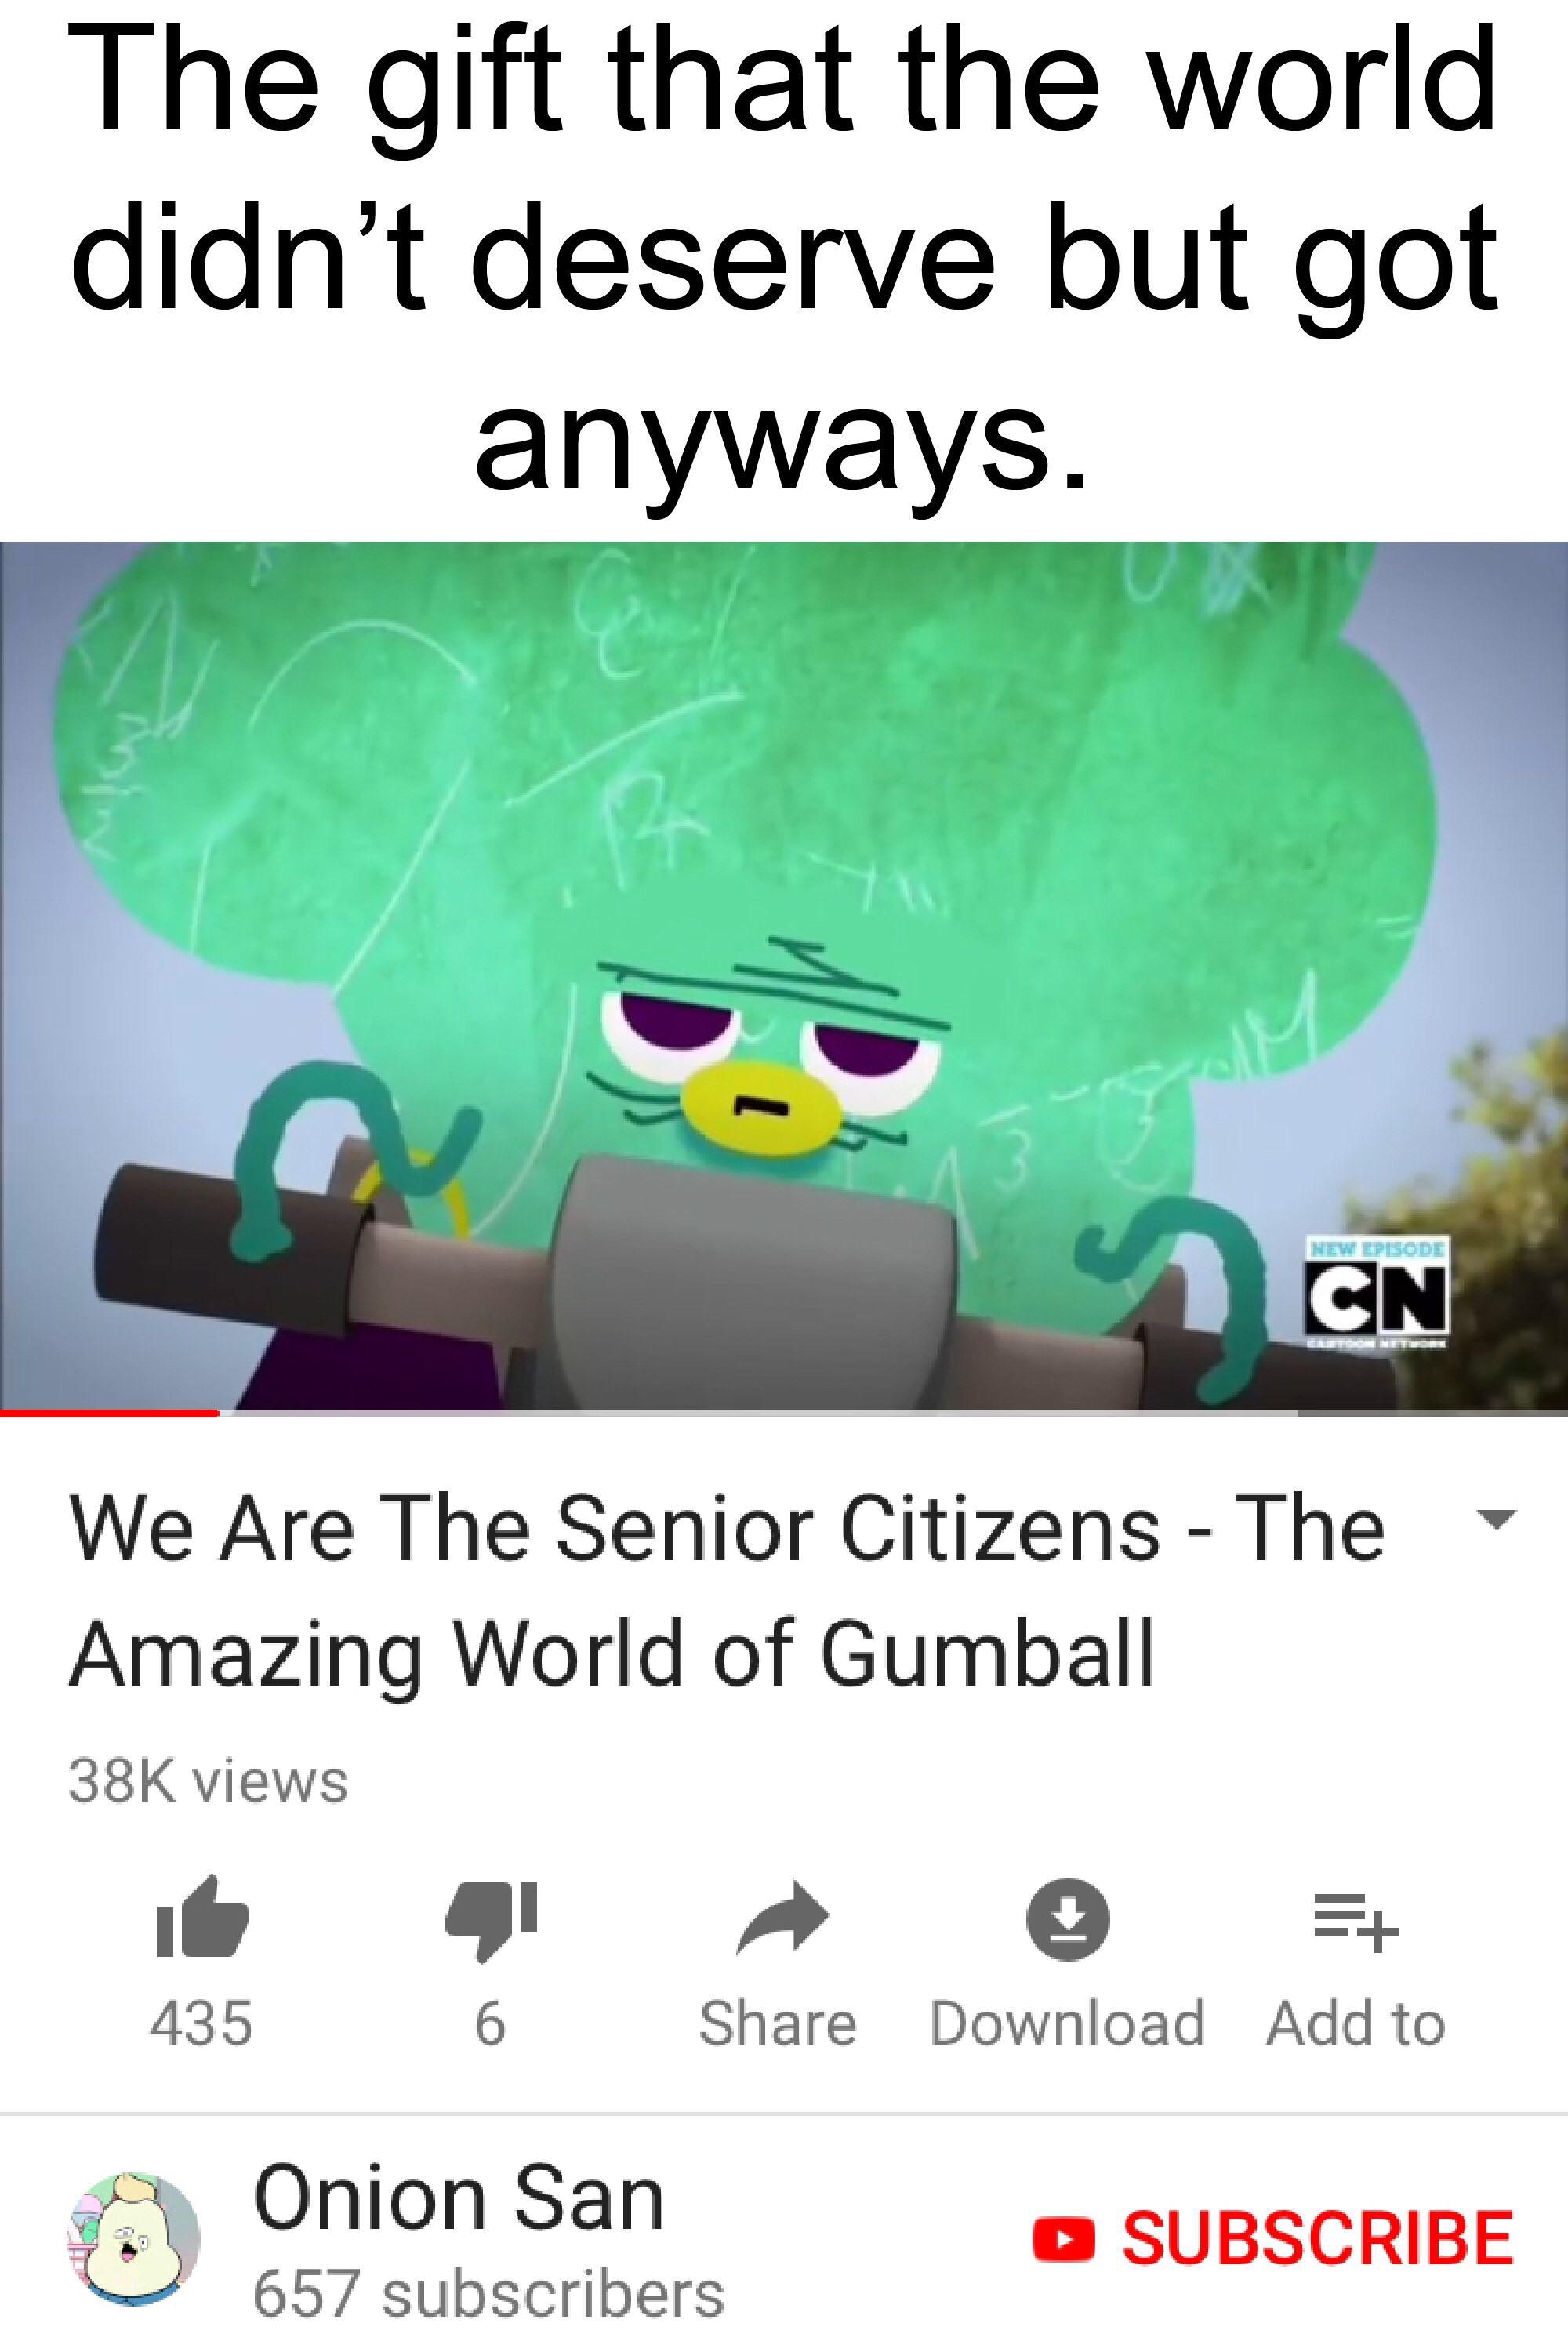 The gift that the world
didn’t deserve but got
anyways.
NEW EPISODE
CN
CARTOON NETWORK
We Are The Senior Citizens - The
Amazing World of Gumball
38K views
435
6
Share
Download
Add to
Onion San
657 subscribers
SUBSCRIBE